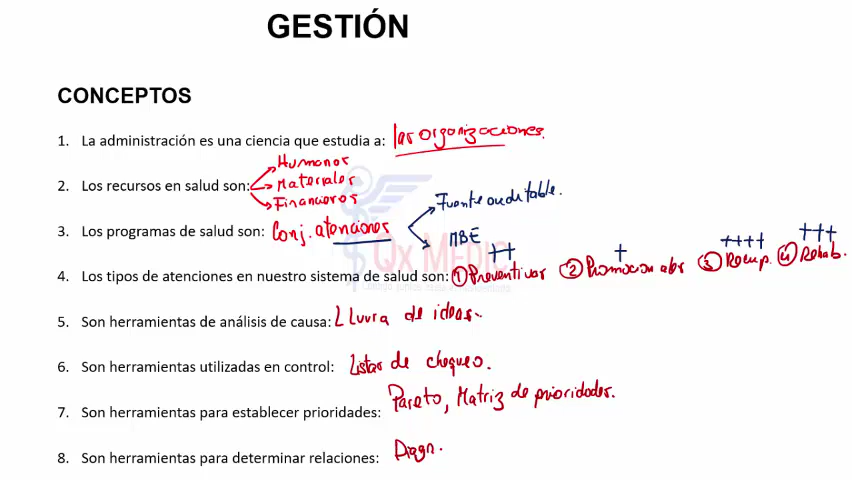 GESTIÓN
CONCEPTOS
1. La administración es una ciencia que estudia a: las organizaciones.
2. Los recursos en salud son: Humanos
Materiales
Financieros
3. Los programas de salud son: Conj. atenciones
Fuente auditable.
MBE
4. Los tipos de atenciones en nuestro sistema de salud son: ① Preventivas ++ ② Promocionales + ③ Recup. ++++ ④ Rehab. +++
5. Son herramientas de análisis de causa: Lluvia de ideas.
6. Son herramientas utilizadas en control: Listas de chequeo.
7. Son herramientas para establecer prioridades: Pareto, Matriz de prioridades.
8. Son herramientas para determinar relaciones: Diagr.
Qx MEDIC